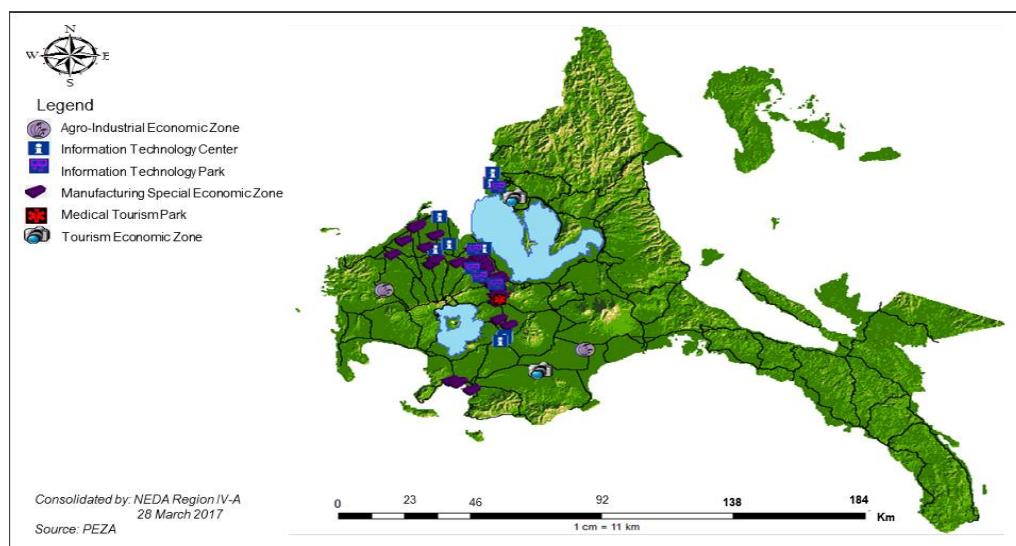 N
W E
S
Legend
Agro-Industrial Economic Zone
Information Technology Center
Information Technology Park
Manufacturing Special Economic Zone
Medical Tourism Park
Tourism Economic Zone
Consolidated by: NEDA Region IV-A
28 March 2017
Source: PEZA
0 23 46 92 138 184
Km
1 cm = 11 km